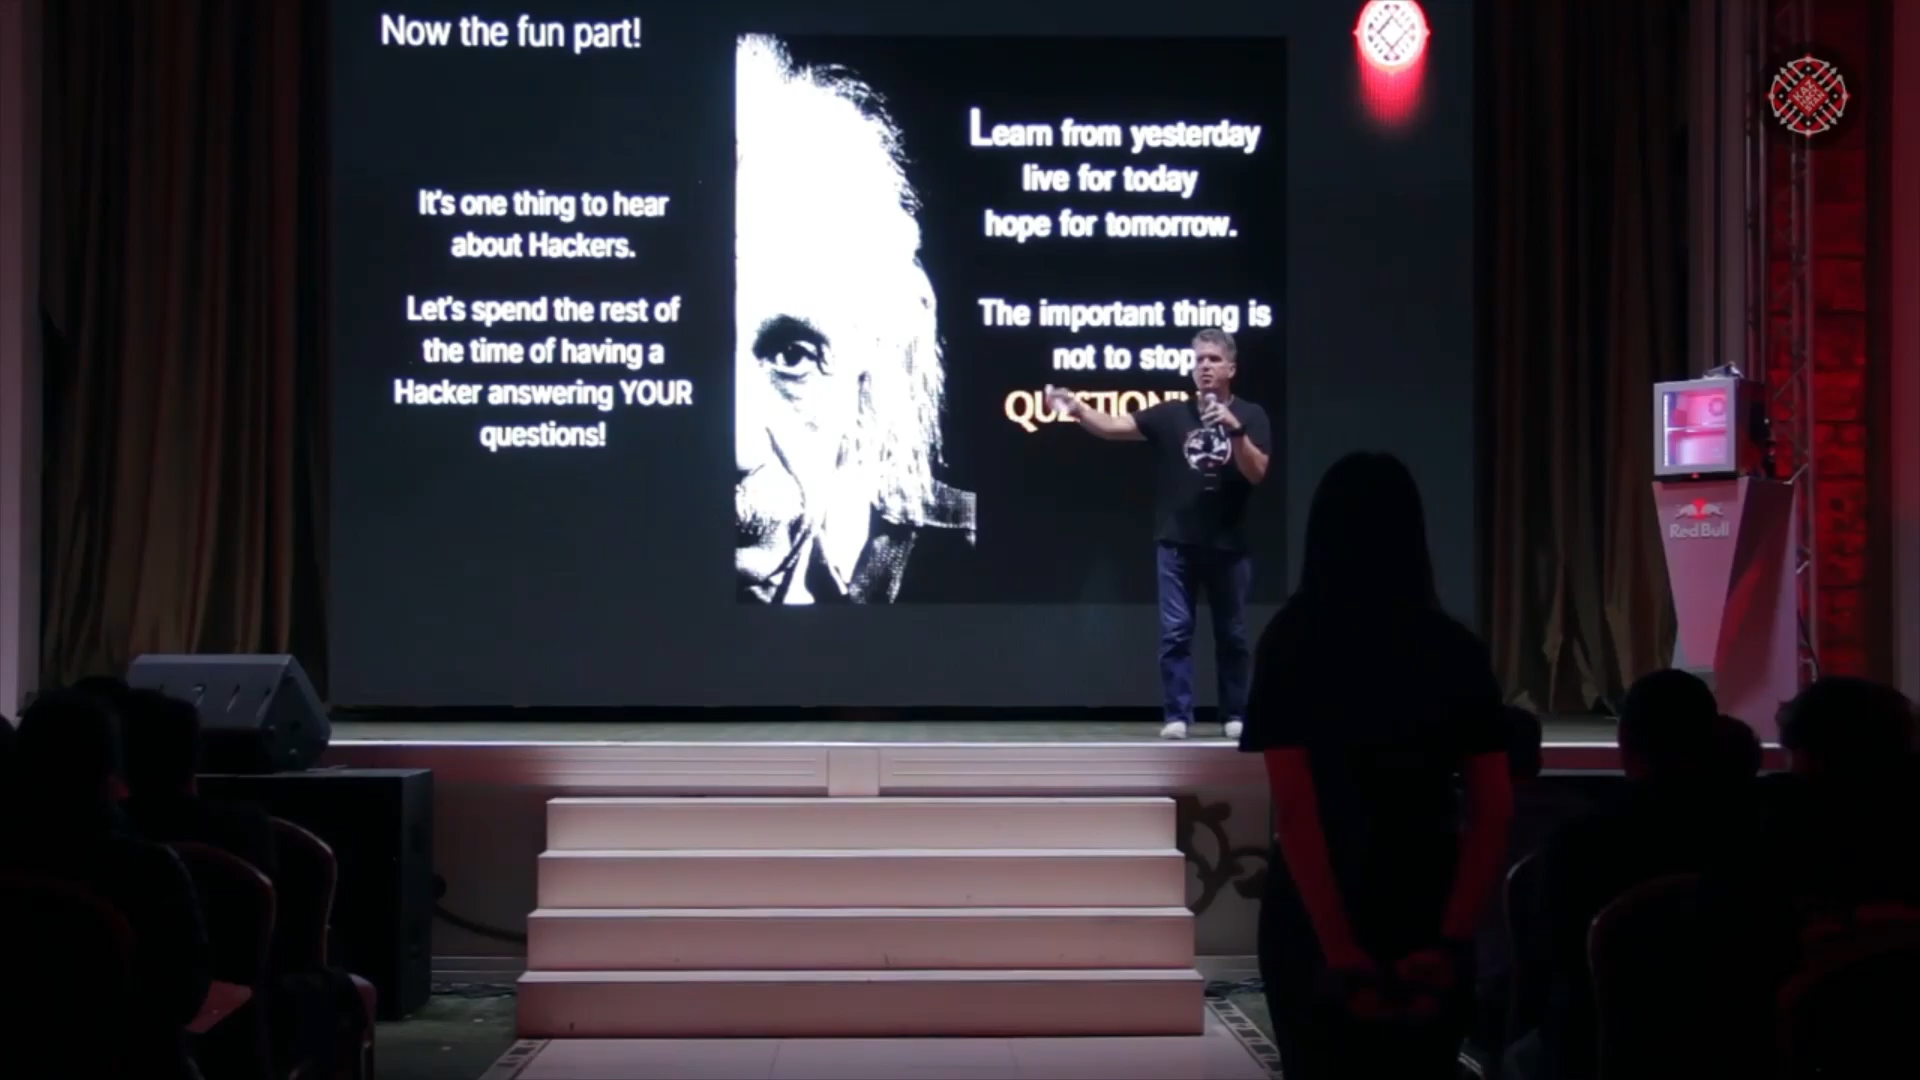 Now the fun part!
It's one thing to hear
about Hackers.
Let's spend the rest of
the time of having a
Hacker answering YOUR
questions!
Learn from yesterday
live for today
hope for tomorrow.
The important thing is
not to stop
Red Bull